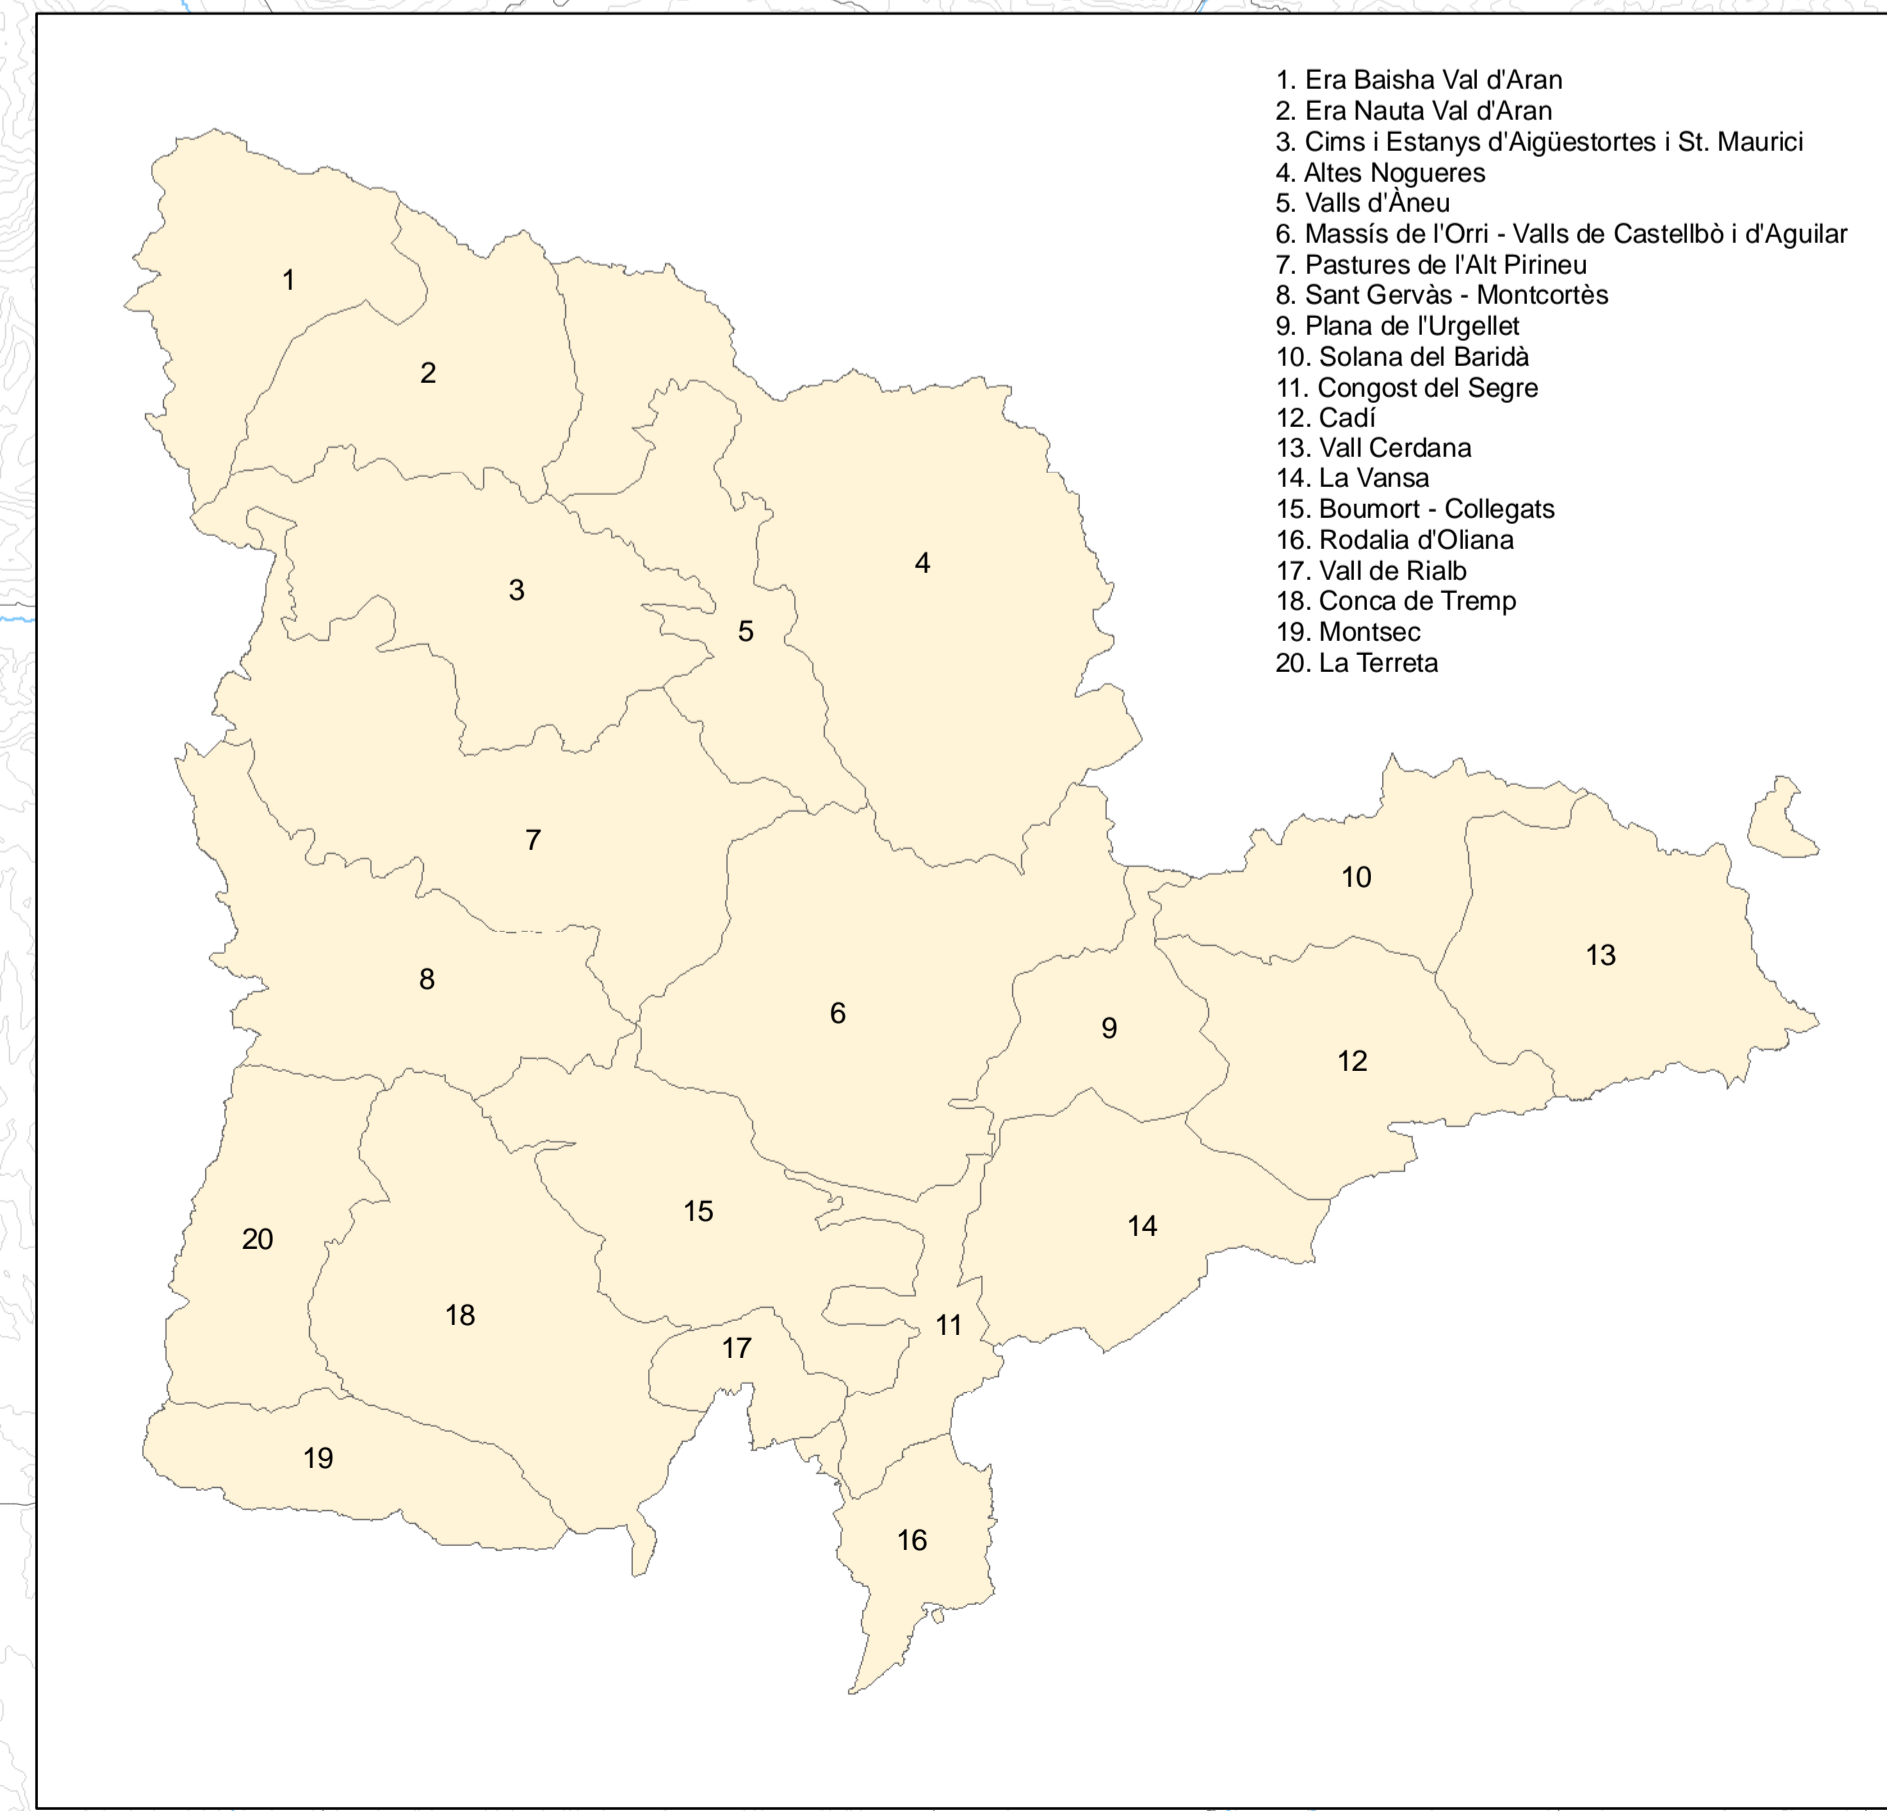 1. Era Baisha Val d'Aran
2. Era Nauta Val d'Aran
3. Cims i Estanys d'Aigüestortes i St. Maurici
4. Altes Nogueres
5. Valls d'Àneu
6. Massís de l'Orri - Valls de Castellbò i d'Aguilar
7. Pastures de l'Alt Pirineu
8. Sant Gervàs - Montcortès
9. Plana de l'Urgellet
10. Solana del Baridà
11. Congost del Segre
12. Cadí
13. Vall Cerdana
14. La Vansa
15. Boumort - Collegats
16. Rodalia d'Oliana
17. Vall de Rialb
18. Conca de Tremp
19. Montsec
20. La Terreta
1
2
3
4
5
7
10
13
8
6
9
12
15
14
20
18
11
17
19
16